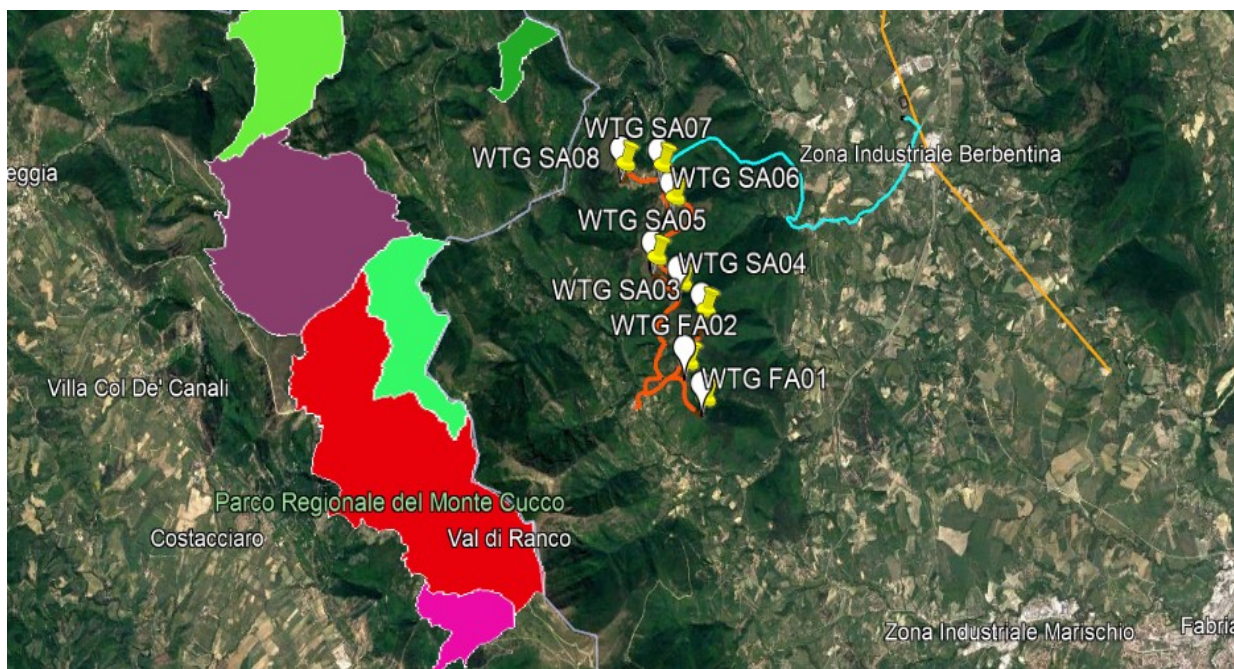 WTG SA07
WTG SA08
Zona Industriale Berbentina
eggia
WTG SA06
WTG SA05
WTG SA04
WTG SA03
WTG FA02
WTG FA01
Villa Col De' Canali
Parco Regionale del Monte Cucco
Costacciaro
Val di Ranco
Zona Industriale Marischio
Fabria